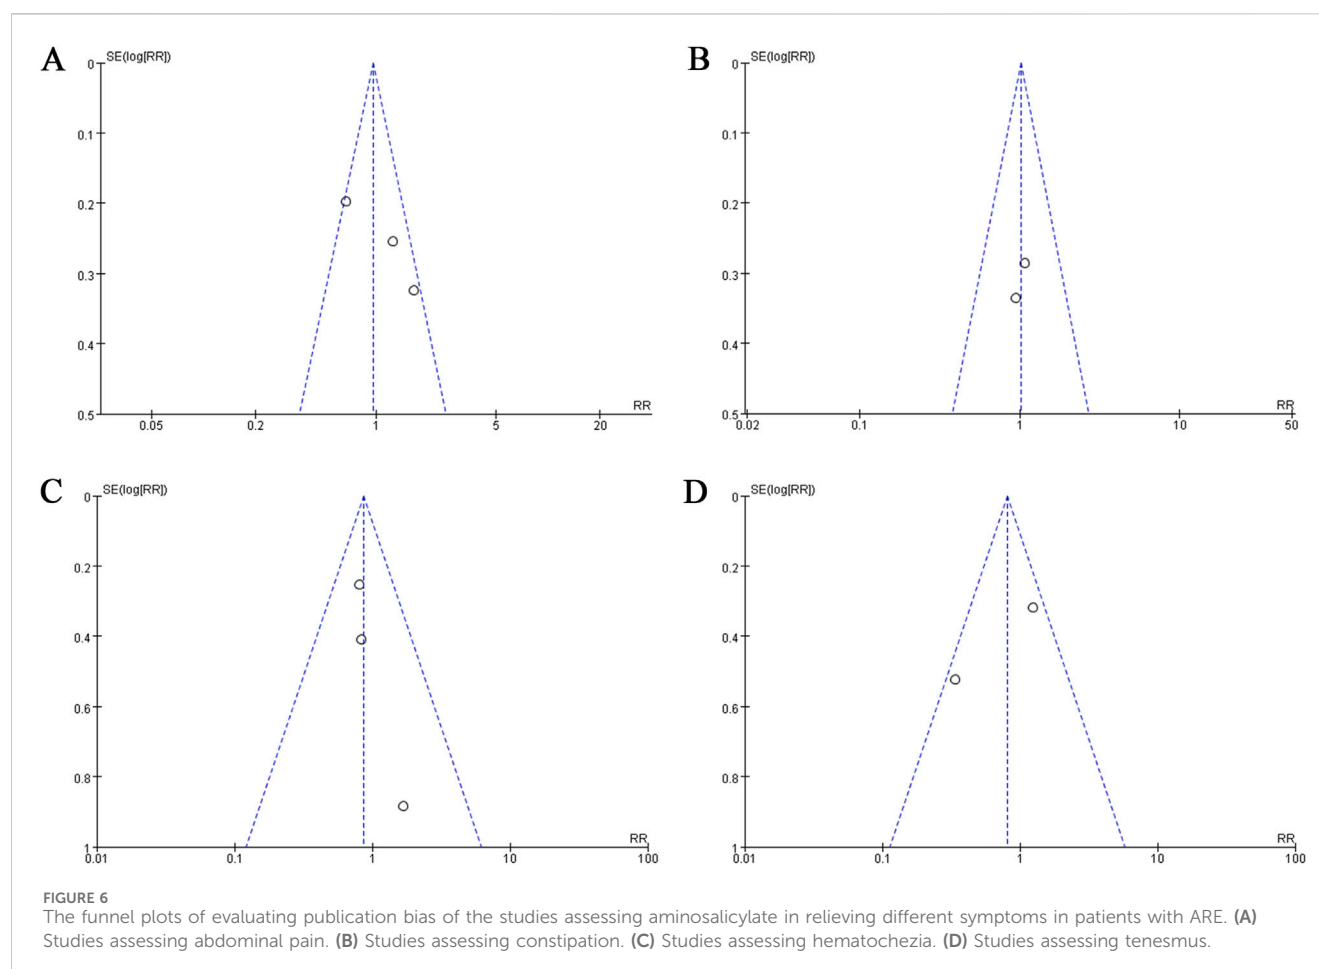 A
SE(log[RR])
0
0.1
0.2
0.3
0.4
0.5
RR
0.05 0.2 1 5 20
B
SE(log[RR])
0
0.1
0.2
0.3
0.4
0.5
RR
0.02 0.1 1 10 50
C
SE(log[RR])
0
0.2
0.4
0.6
0.8
1
RR
0.01 0.1 1 10 100
D
SE(log[RR])
0
0.2
0.4
0.6
0.8
1
RR
0.01 0.1 1 10 100
FIGURE 6
The funnel plots of evaluating publication bias of the studies assessing aminosalicylate in relieving different symptoms in patients with ARE. (A)
Studies assessing abdominal pain. (B) Studies assessing constipation. (C) Studies assessing hematochezia. (D) Studies assessing tenesmus.